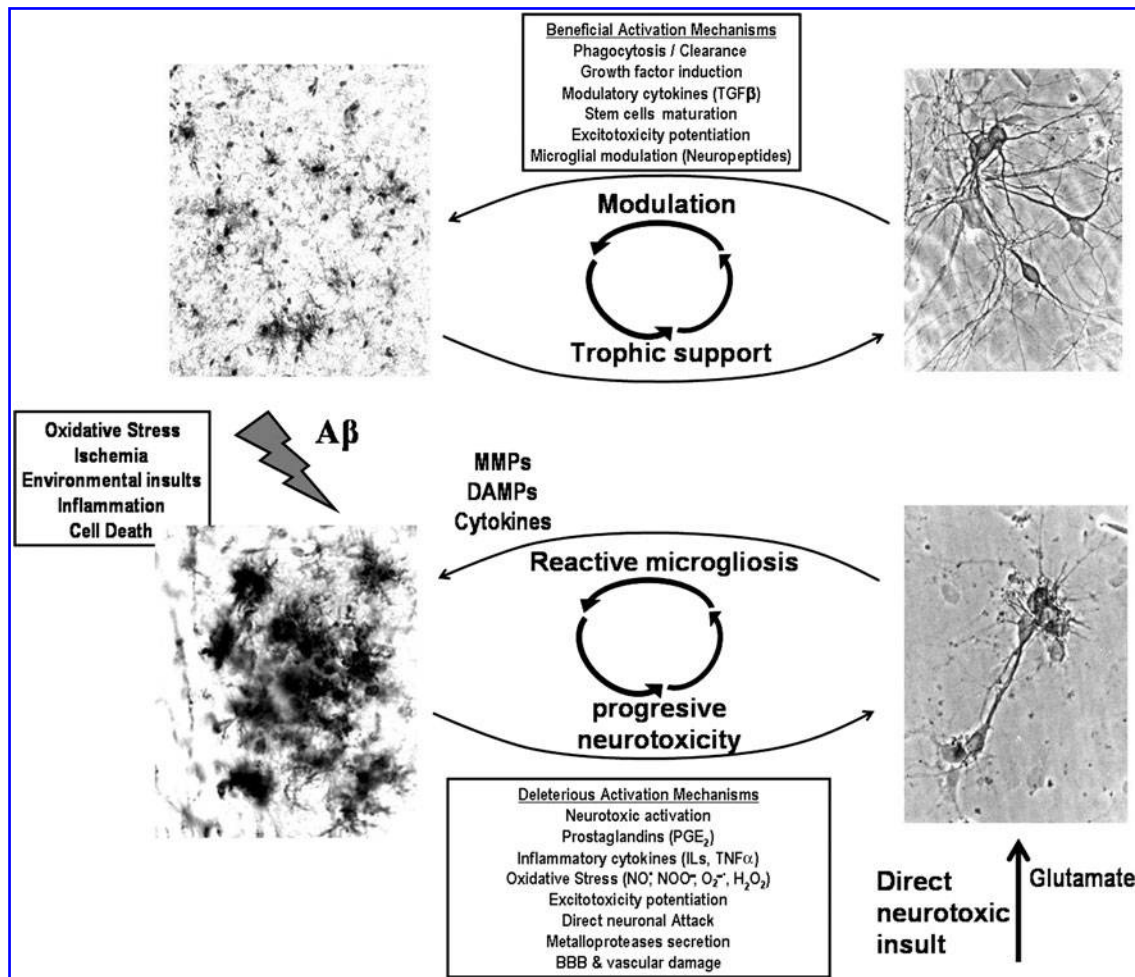 Beneficial Activation Mechanisms
Phagocytosis / Clearance
Growth factor induction
Modulatory cytokines (TGFβ)
Stem cells maturation
Excitotoxicity potentiation
Microglial modulation (Neuropeptides)
Modulation
Trophic support
Oxidative Stress
Ischemia
Environmental insults
Inflammation
Cell Death
Aβ
MMPs
DAMPs
Cytokines
Reactive microgliosis
progresive
neurotoxicity
Deleterious Activation Mechanisms
Neurotoxic activation
Prostaglandins (PGE₂)
Inflammatory cytokines (ILs, TNFα)
Oxidative Stress (NO•, NOO⁻, O₂⁻•, H₂O₂)
Excitotoxicity potentiation
Direct neuronal Attack
Metalloproteases secretion
BBB & vascular damage
Direct
neurotoxic
insult
Glutamate